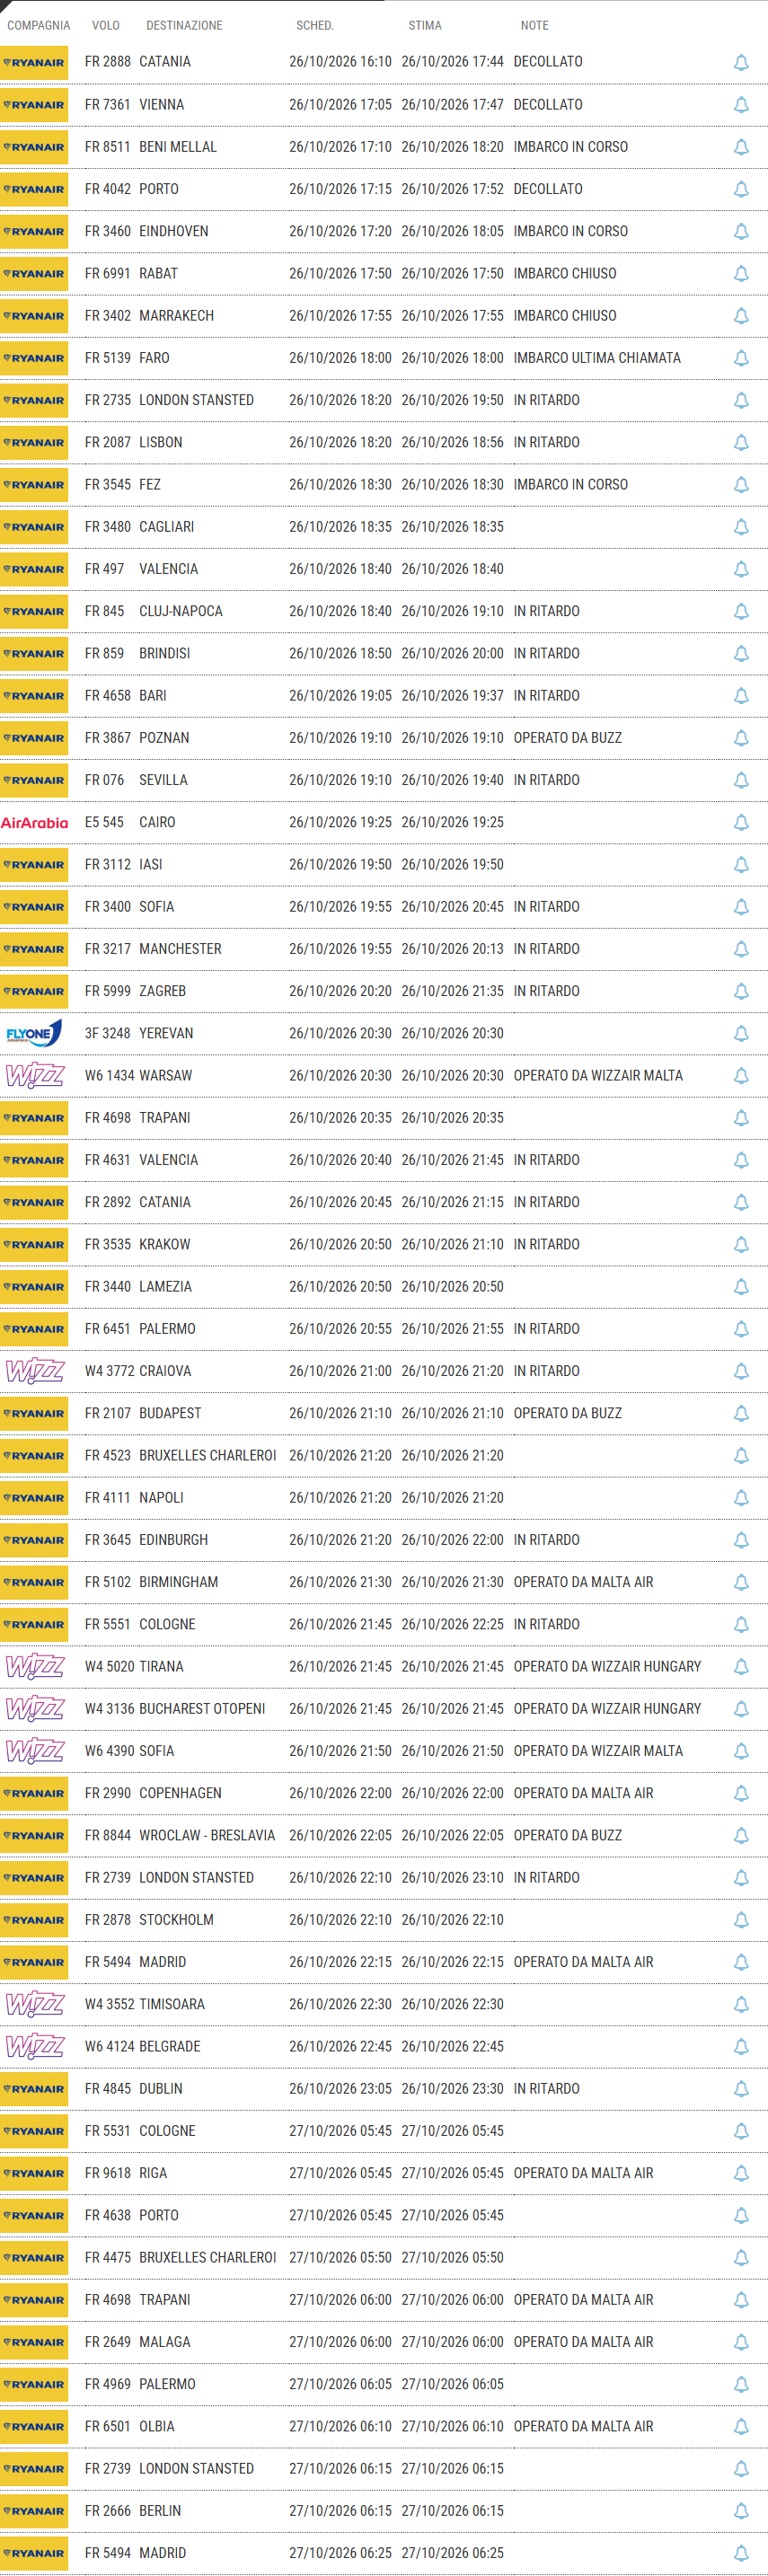 COMPAGNIA VOLO DESTINAZIONE SCHED. STIMA NOTE
RYANAIR FR 2888 CATANIA 26/10/2026 16:10 26/10/2026 17:44 DECOLLATO
RYANAIR FR 7361 VIENNA 26/10/2026 17:05 26/10/2026 17:47 DECOLLATO
RYANAIR FR 8511 BENI MELLAL 26/10/2026 17:10 26/10/2026 18:20 IMBARCO IN CORSO
RYANAIR FR 4042 PORTO 26/10/2026 17:15 26/10/2026 17:52 DECOLLATO
RYANAIR FR 3460 EINDHOVEN 26/10/2026 17:20 26/10/2026 18:05 IMBARCO IN CORSO
RYANAIR FR 6991 RABAT 26/10/2026 17:50 26/10/2026 17:50 IMBARCO CHIUSO
RYANAIR FR 3402 MARRAKECH 26/10/2026 17:55 26/10/2026 17:55 IMBARCO CHIUSO
RYANAIR FR 5139 FARO 26/10/2026 18:00 26/10/2026 18:00 IMBARCO ULTIMA CHIAMATA
RYANAIR FR 2735 LONDON STANSTED 26/10/2026 18:20 26/10/2026 19:50 IN RITARDO
RYANAIR FR 2087 LISBON 26/10/2026 18:20 26/10/2026 18:56 IN RITARDO
RYANAIR FR 3545 FEZ 26/10/2026 18:30 26/10/2026 18:30 IMBARCO IN CORSO
RYANAIR FR 3480 CAGLIARI 26/10/2026 18:35 26/10/2026 18:35
RYANAIR FR 497 VALENCIA 26/10/2026 18:40 26/10/2026 18:40
RYANAIR FR 845 CLUJ-NAPOCA 26/10/2026 18:40 26/10/2026 19:10 IN RITARDO
RYANAIR FR 859 BRINDISI 26/10/2026 18:50 26/10/2026 20:00 IN RITARDO
RYANAIR FR 4658 BARI 26/10/2026 19:05 26/10/2026 19:37 IN RITARDO
RYANAIR FR 3867 POZNAN 26/10/2026 19:10 26/10/2026 19:10 OPERATO DA BUZZ
RYANAIR FR 076 SEVILLA 26/10/2026 19:10 26/10/2026 19:40 IN RITARDO
AirArabia E5 545 CAIRO 26/10/2026 19:25 26/10/2026 19:25
RYANAIR FR 3112 IASI 26/10/2026 19:50 26/10/2026 19:50
RYANAIR FR 3400 SOFIA 26/10/2026 19:55 26/10/2026 20:45 IN RITARDO
RYANAIR FR 3217 MANCHESTER 26/10/2026 19:55 26/10/2026 20:13 IN RITARDO
RYANAIR FR 5999 ZAGREB 26/10/2026 20:20 26/10/2026 21:35 IN RITARDO
FLYONE 3F 3248 YEREVAN 26/10/2026 20:30 26/10/2026 20:30
WIZZ W6 1434 WARSAW 26/10/2026 20:30 26/10/2026 20:30 OPERATO DA WIZZAIR MALTA
RYANAIR FR 4698 TRAPANI 26/10/2026 20:35 26/10/2026 20:35
RYANAIR FR 4631 VALENCIA 26/10/2026 20:40 26/10/2026 21:45 IN RITARDO
RYANAIR FR 2892 CATANIA 26/10/2026 20:45 26/10/2026 21:15 IN RITARDO
RYANAIR FR 3535 KRAKOW 26/10/2026 20:50 26/10/2026 21:10 IN RITARDO
RYANAIR FR 3440 LAMEZIA 26/10/2026 20:50 26/10/2026 20:50
RYANAIR FR 6451 PALERMO 26/10/2026 20:55 26/10/2026 21:55 IN RITARDO
WIZZ W4 3772 CRAIOVA 26/10/2026 21:00 26/10/2026 21:20 IN RITARDO
RYANAIR FR 2107 BUDAPEST 26/10/2026 21:10 26/10/2026 21:10 OPERATO DA BUZZ
RYANAIR FR 4523 BRUXELLES CHARLEROI 26/10/2026 21:20 26/10/2026 21:20
RYANAIR FR 4111 NAPOLI 26/10/2026 21:20 26/10/2026 21:20
RYANAIR FR 3645 EDINBURGH 26/10/2026 21:20 26/10/2026 22:00 IN RITARDO
RYANAIR FR 5102 BIRMINGHAM 26/10/2026 21:30 26/10/2026 21:30 OPERATO DA MALTA AIR
RYANAIR FR 5551 COLOGNE 26/10/2026 21:45 26/10/2026 22:25 IN RITARDO
WIZZ W4 5020 TIRANA 26/10/2026 21:45 26/10/2026 21:45 OPERATO DA WIZZAIR HUNGARY
WIZZ W4 3136 BUCHAREST OTOPENI 26/10/2026 21:45 26/10/2026 21:45 OPERATO DA WIZZAIR HUNGARY
WIZZ W6 4390 SOFIA 26/10/2026 21:50 26/10/2026 21:50 OPERATO DA WIZZAIR MALTA
RYANAIR FR 2990 COPENHAGEN 26/10/2026 22:00 26/10/2026 22:00 OPERATO DA MALTA AIR
RYANAIR FR 8844 WROCLAW - BRESLAVIA 26/10/2026 22:05 26/10/2026 22:05 OPERATO DA BUZZ
RYANAIR FR 2739 LONDON STANSTED 26/10/2026 22:10 26/10/2026 23:10 IN RITARDO
RYANAIR FR 2878 STOCKHOLM 26/10/2026 22:10 26/10/2026 22:10
RYANAIR FR 5494 MADRID 26/10/2026 22:15 26/10/2026 22:15 OPERATO DA MALTA AIR
WIZZ W4 3552 TIMISOARA 26/10/2026 22:30 26/10/2026 22:30
WIZZ W6 4124 BELGRADE 26/10/2026 22:45 26/10/2026 22:45
RYANAIR FR 4845 DUBLIN 26/10/2026 23:05 26/10/2026 23:30 IN RITARDO
RYANAIR FR 5531 COLOGNE 27/10/2026 05:45 27/10/2026 05:45
RYANAIR FR 9618 RIGA 27/10/2026 05:45 27/10/2026 05:45 OPERATO DA MALTA AIR
RYANAIR FR 4638 PORTO 27/10/2026 05:45 27/10/2026 05:45
RYANAIR FR 4475 BRUXELLES CHARLEROI 27/10/2026 05:50 27/10/2026 05:50
RYANAIR FR 4698 TRAPANI 27/10/2026 06:00 27/10/2026 06:00 OPERATO DA MALTA AIR
RYANAIR FR 2649 MALAGA 27/10/2026 06:00 27/10/2026 06:00 OPERATO DA MALTA AIR
RYANAIR FR 4969 PALERMO 27/10/2026 06:05 27/10/2026 06:05
RYANAIR FR 6501 OLBIA 27/10/2026 06:10 27/10/2026 06:10 OPERATO DA MALTA AIR
RYANAIR FR 2739 LONDON STANSTED 27/10/2026 06:15 27/10/2026 06:15
RYANAIR FR 2666 BERLIN 27/10/2026 06:15 27/10/2026 06:15
RYANAIR FR 5494 MADRID 27/10/2026 06:25 27/10/2026 06:25